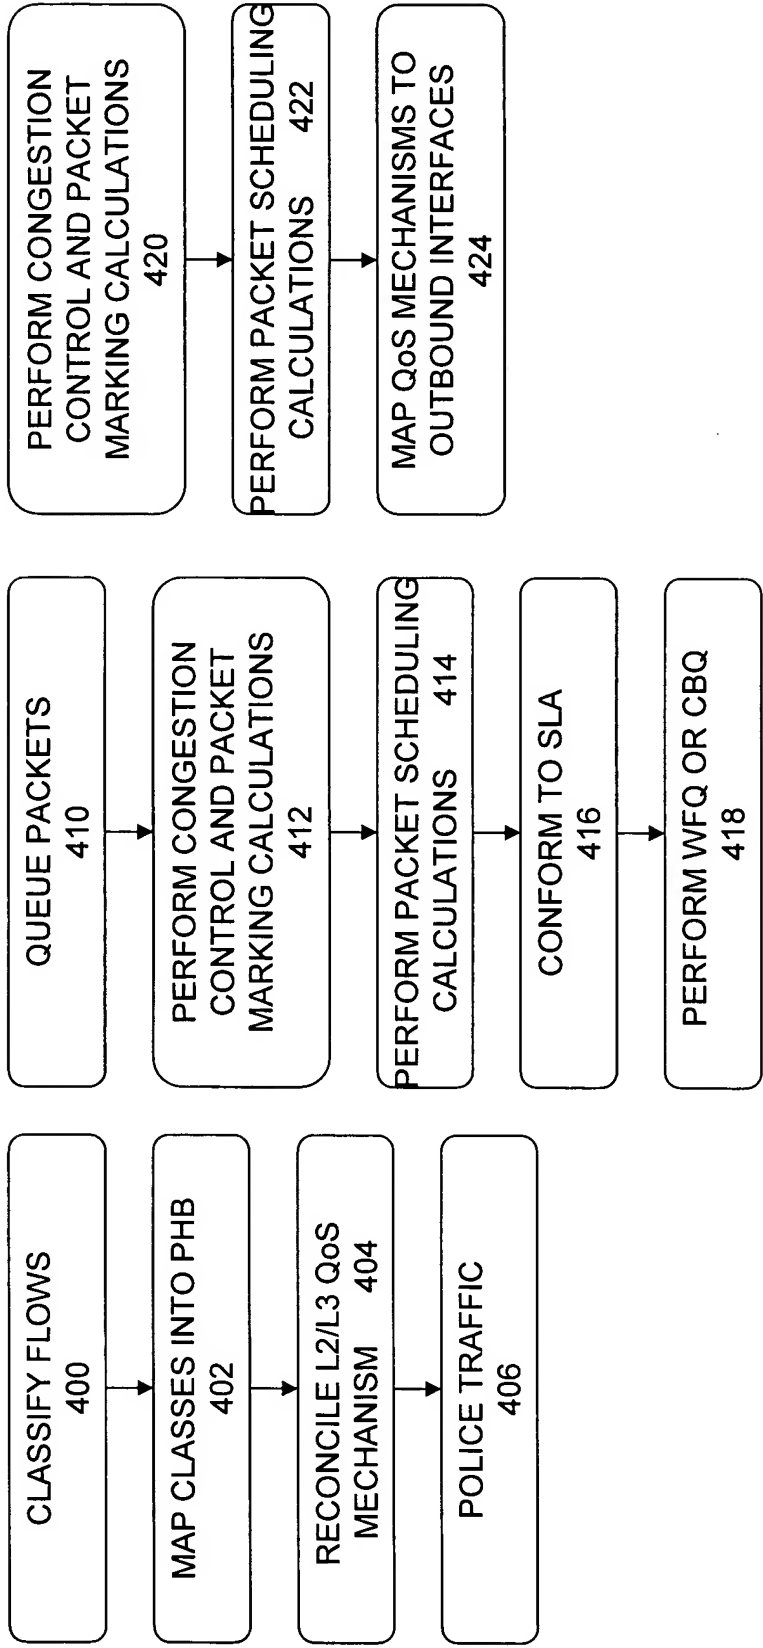 CLASSIFY FLOWS
400
MAP CLASSES INTO PHB
402
RECONCILE L2/L3 QoS
MECHANISM 404
POLICE TRAFFIC
406
QUEUE PACKETS
410
PERFORM CONGESTION
CONTROL AND PACKET
MARKING CALCULATIONS
412
PERFORM PACKET SCHEDULING
CALCULATIONS 414
CONFORM TO SLA
416
PERFORM WFQ OR CBQ
418
PERFORM CONGESTION
CONTROL AND PACKET
MARKING CALCULATIONS
420
PERFORM PACKET SCHEDULING
CALCULATIONS 422
MAP QoS MECHANISMS TO
OUTBOUND INTERFACES
424